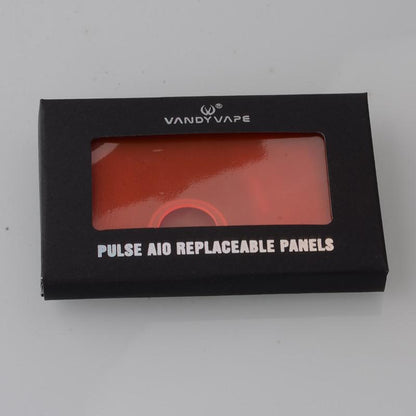 ®
VANDYVAPE
PULSE AIO REPLACEABLE PANELS